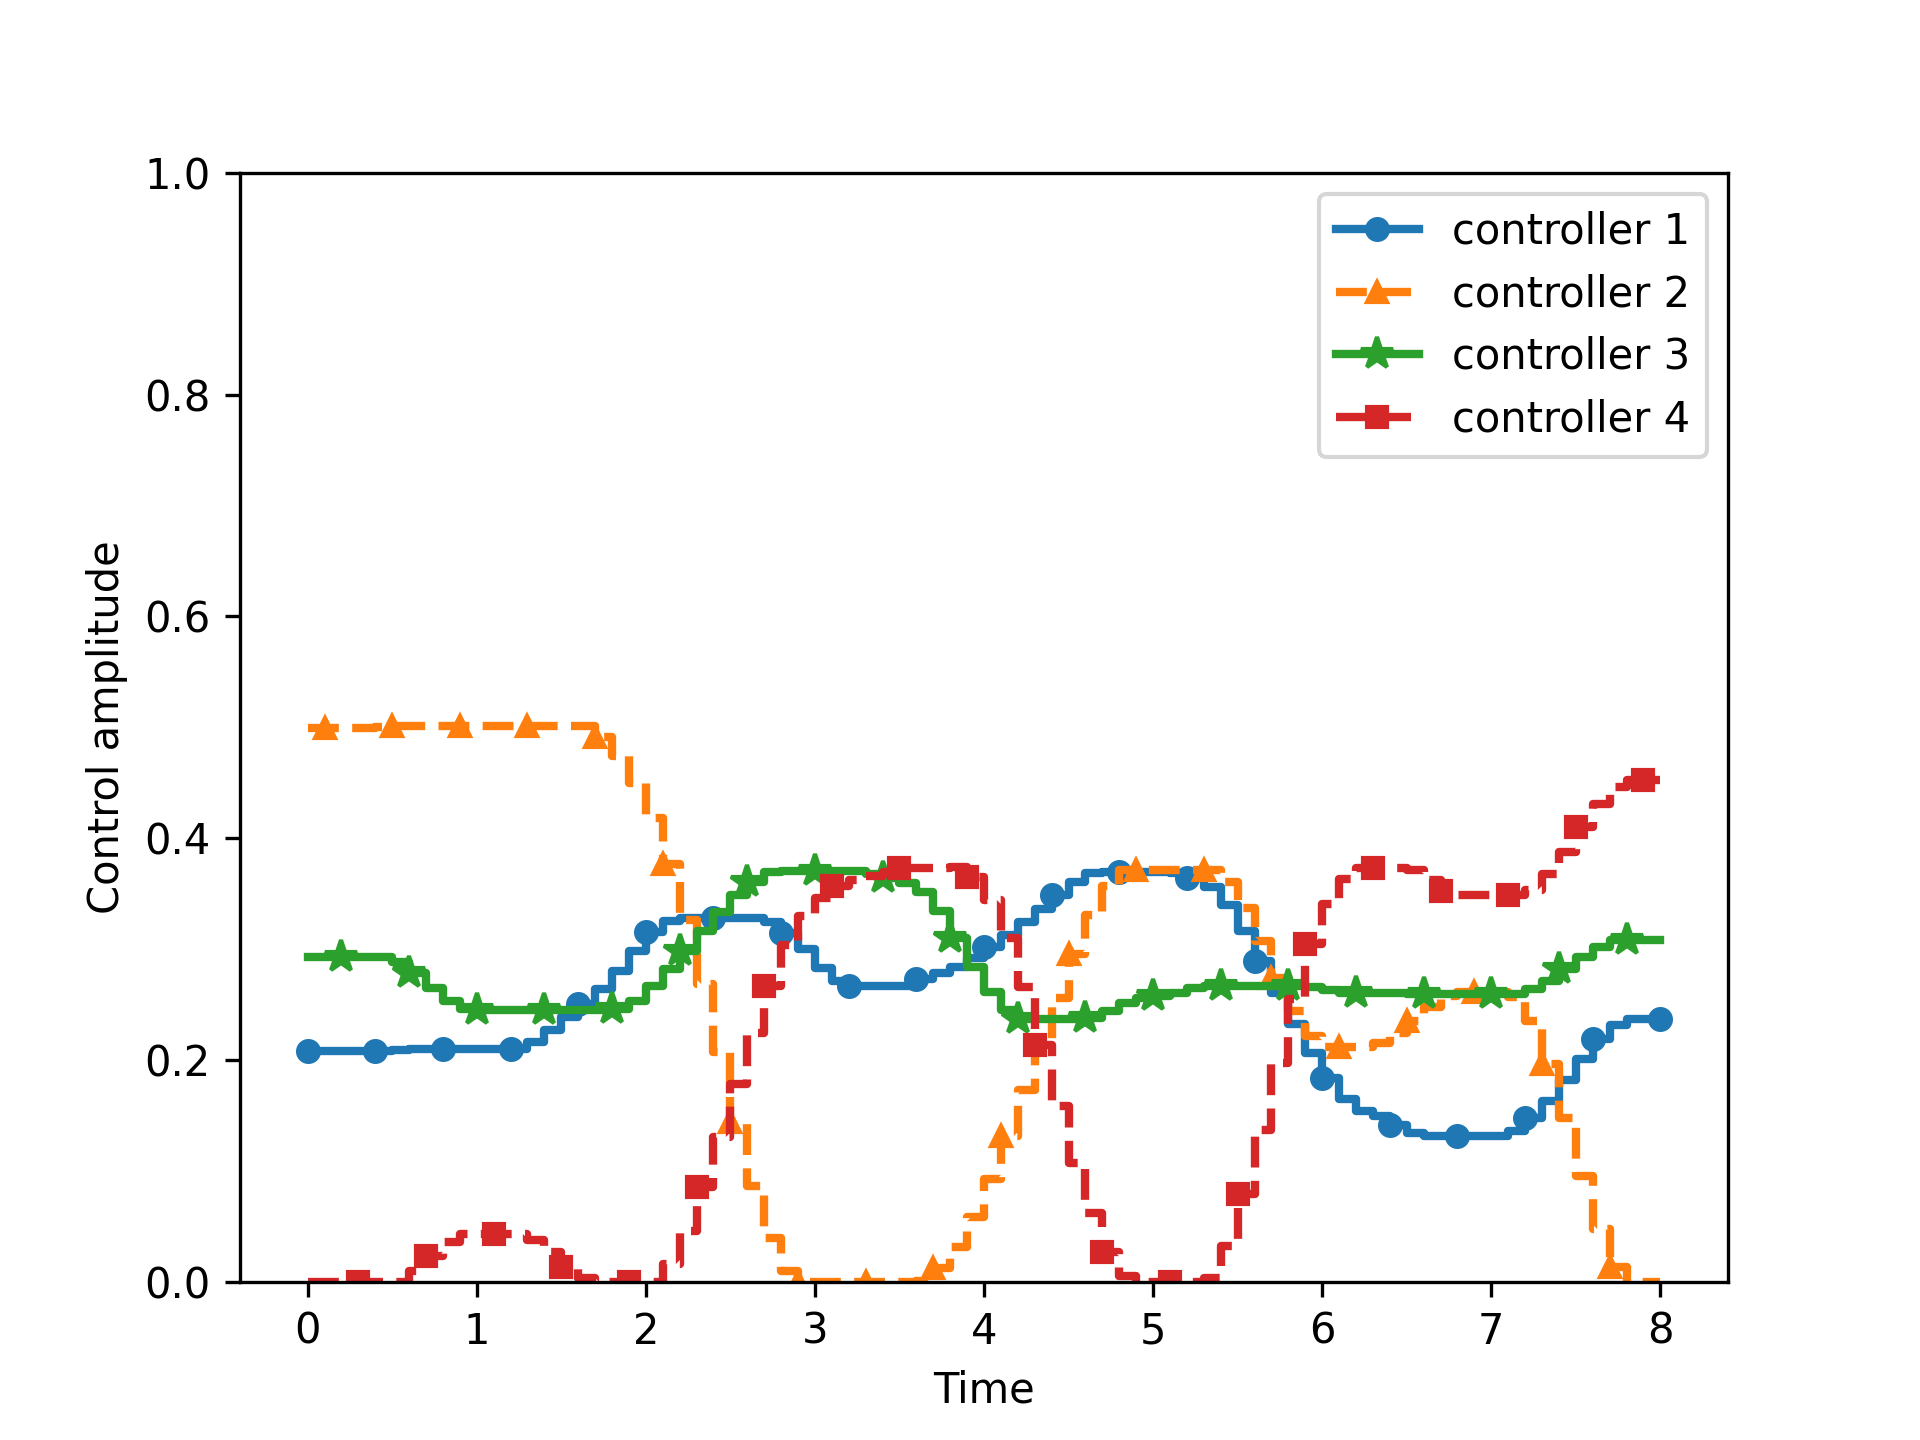 1.0
0.8
0.6
0.4
0.2
0.0
Control amplitude
0 1 2 3 4 5 6 7 8
Time
controller 1
controller 2
controller 3
controller 4